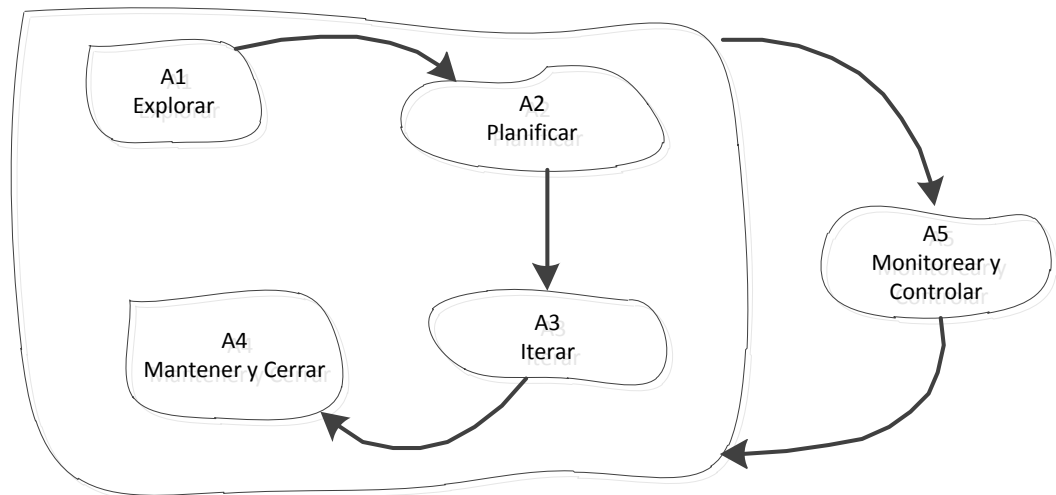 A1
Explorar
A2
Planificar
A5
Monitorear y
Controlar
A4
Mantener y Cerrar
A3
Iterar